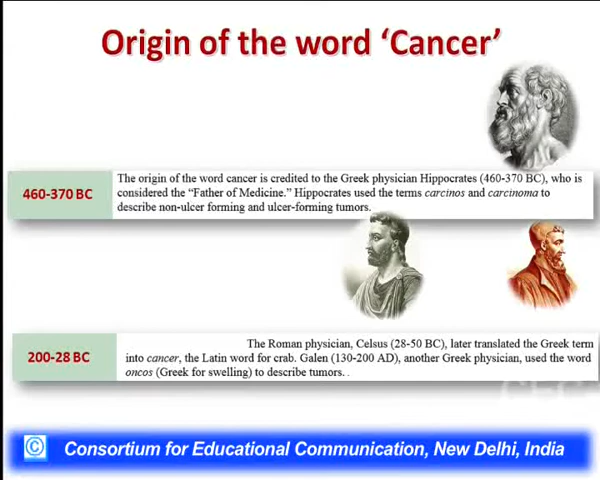 Origin of the word ‘Cancer’
460-370 BC
The origin of the word cancer is credited to the Greek physician Hippocrates (460-370 BC), who is
considered the “Father of Medicine.” Hippocrates used the terms carcinos and carcinoma to
describe non-ulcer forming and ulcer-forming tumors.
200-28 BC
The Roman physician, Celsus (28-50 BC), later translated the Greek term
into cancer, the Latin word for crab. Galen (130-200 AD), another Greek physician, used the word
oncos (Greek for swelling) to describe tumors. .
CEC
© Consortium for Educational Communication, New Delhi, India